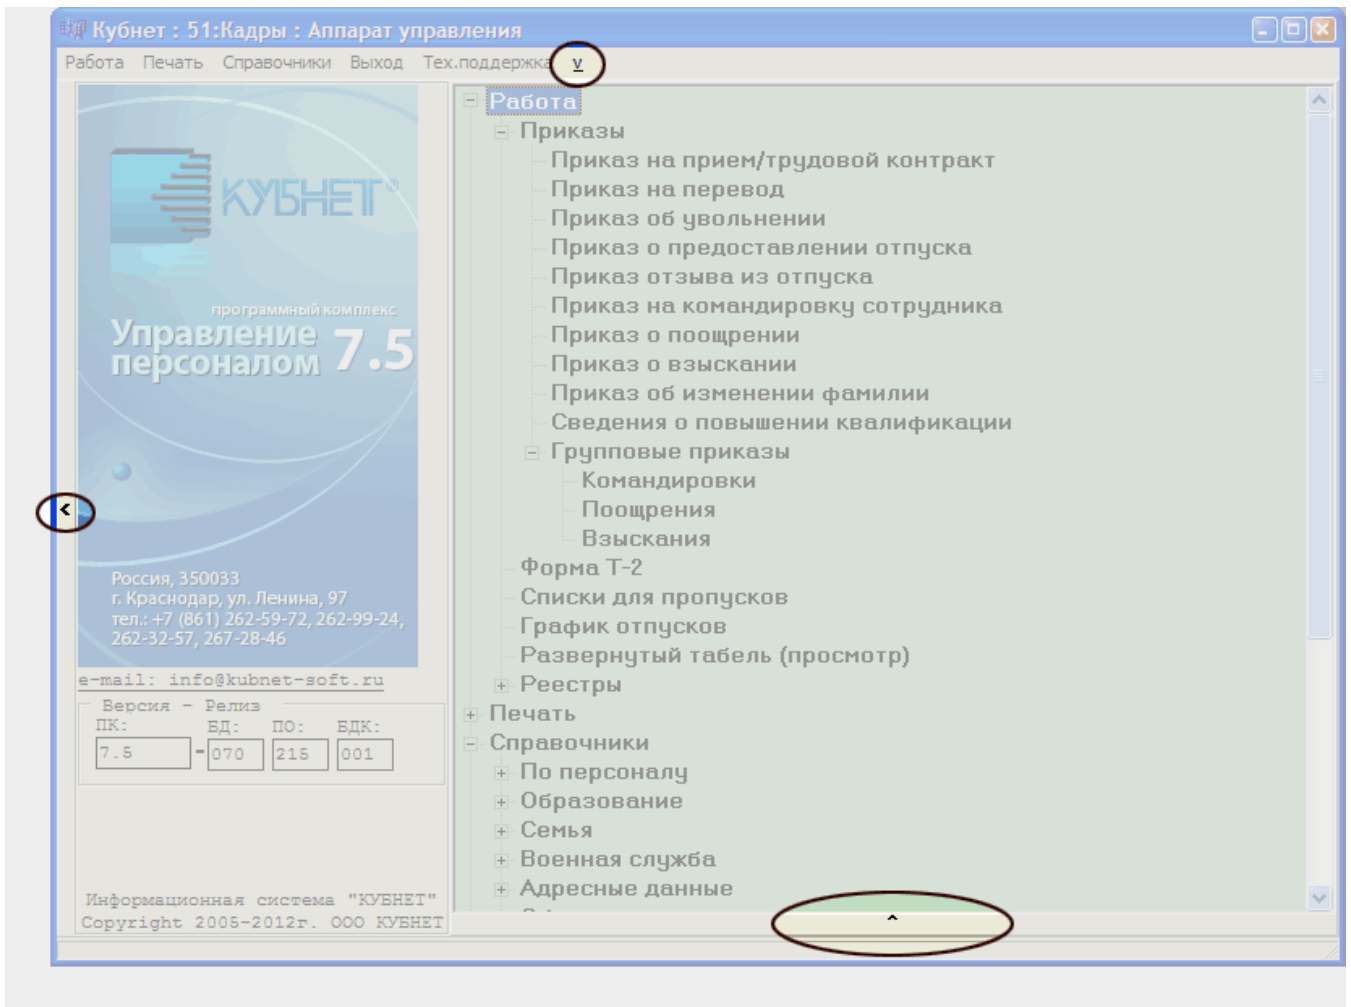 Кубнет : 51:Кадры : Аппарат управления
Работа Печать Справочники Выход Тех.поддержка v
КУБНЕТ®
программный комплекс
Управление
персоналом 7.5
Россия, 350033
г. Краснодар, ул. Ленина, 97
тел.: +7 (861) 262-59-72, 262-99-24,
262-32-57, 267-28-46
e-mail: info@kubnet-soft.ru
Версия - Релиз
ПК: БД: ПО: БДК:
7.5 - 070 215 001
Информационная система "КУБНЕТ"
Copyright 2005-2012г. ООО КУБНЕТ
<
Работа
Приказы
Приказ на прием/трудовой контракт
Приказ на перевод
Приказ об увольнении
Приказ о предоставлении отпуска
Приказ отзыва из отпуска
Приказ на командировку сотрудника
Приказ о поощрении
Приказ о взыскании
Приказ об изменении фамилии
Сведения о повышении квалификации
Групповые приказы
Командировки
Поощрения
Взыскания
Форма Т-2
Списки для пропусков
График отпусков
Развернутый табель (просмотр)
Реестры
Печать
Справочники
По персоналу
Образование
Семья
Военная служба
Адресные данные
^